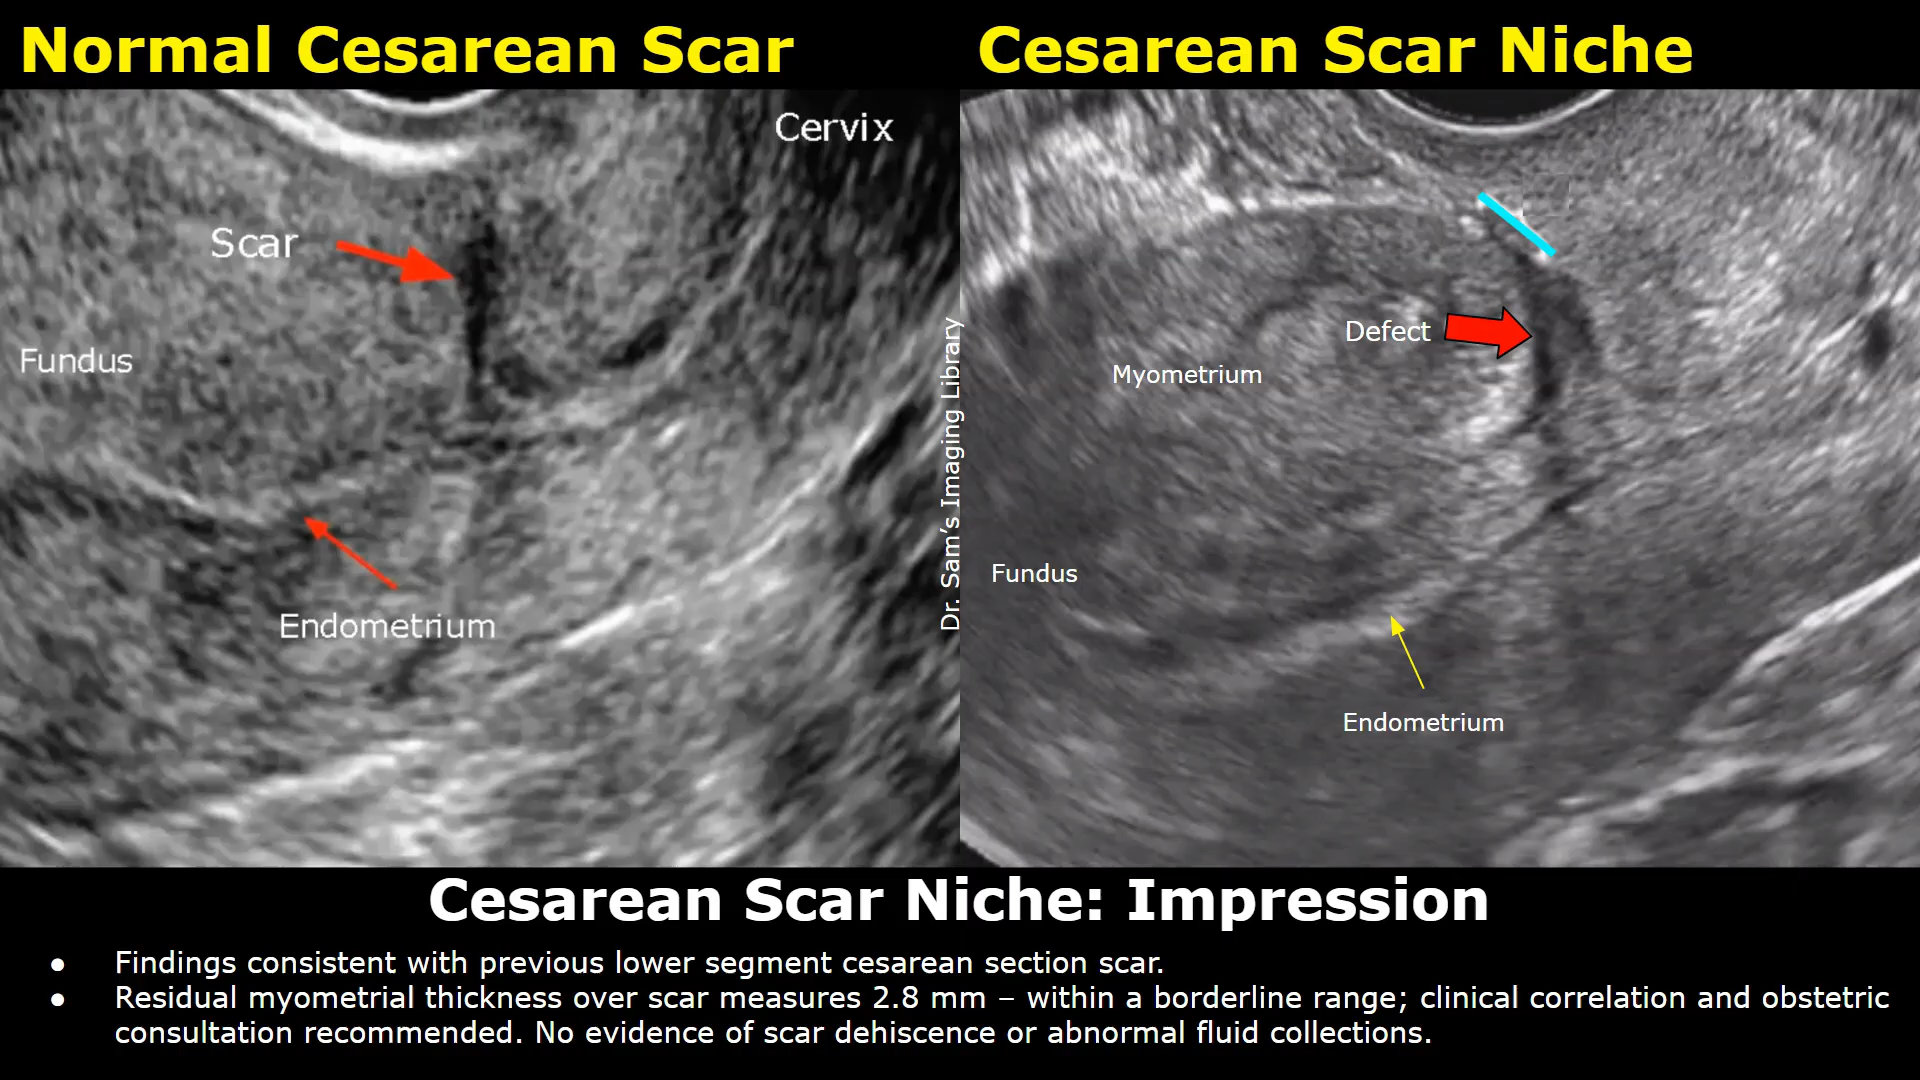 Normal Cesarean Scar
Cesarean Scar Niche
Cervix
Scar
Fundus
Endometrium
Dr. Sam’s Imaging Library
Defect
Myometrium
Fundus
Endometrium
Cesarean Scar Niche: Impression
● Findings consistent with previous lower segment cesarean section scar.
● Residual myometrial thickness over scar measures 2.8 mm – within a borderline range; clinical correlation and obstetric
consultation recommended. No evidence of scar dehiscence or abnormal fluid collections.